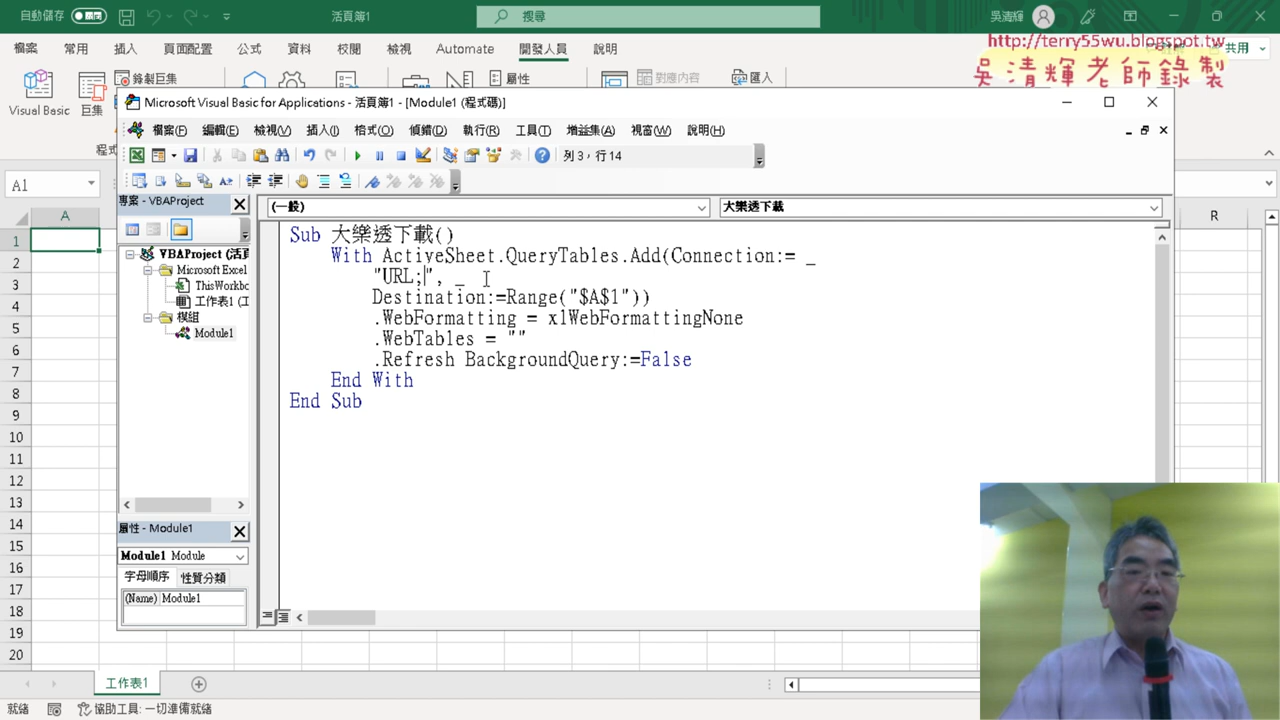 自動儲存
活頁簿1
搜尋
吳清輝
http://terry55wu.blogspot.tw
吳清輝老師錄製
檔案 常用 插入 頁面配置 公式 資料 校閱 檢視 Automate 開發人員 說明
共用
Visual Basic
巨集
錄製巨集
屬性
對應內容
匯入
Microsoft Visual Basic for Applications - 活頁簿1 - [Module1 (程式碼)]
檔案(F) 編輯(E) 檢視(V) 插入(I) 格式(O) 偵錯(D) 執行(R) 工具(T) 增益集(A) 視窗(W) 說明(H)
列 3，行 14
A1
專案 - VBAProject
(一般)
大樂透下載
VBAProject (活頁
Microsoft Excel
ThisWorkbo
工作表1 (工
模組
Module1
Sub 大樂透下載()
With ActiveSheet.QueryTables.Add(Connection:= _
"URL;", _
Destination:=Range("$A$1"))
.WebFormatting = xlWebFormattingNone
.WebTables = ""
.Refresh BackgroundQuery:=False
End With
End Sub
屬性 - Module1
Module1 Module
字母順序 性質分類
(Name) Module1
A
R
1
2
3
4
5
6
7
8
9
10
11
12
13
14
15
16
17
18
19
20
工作表1
就緒
協助工具: 一切準備就緒